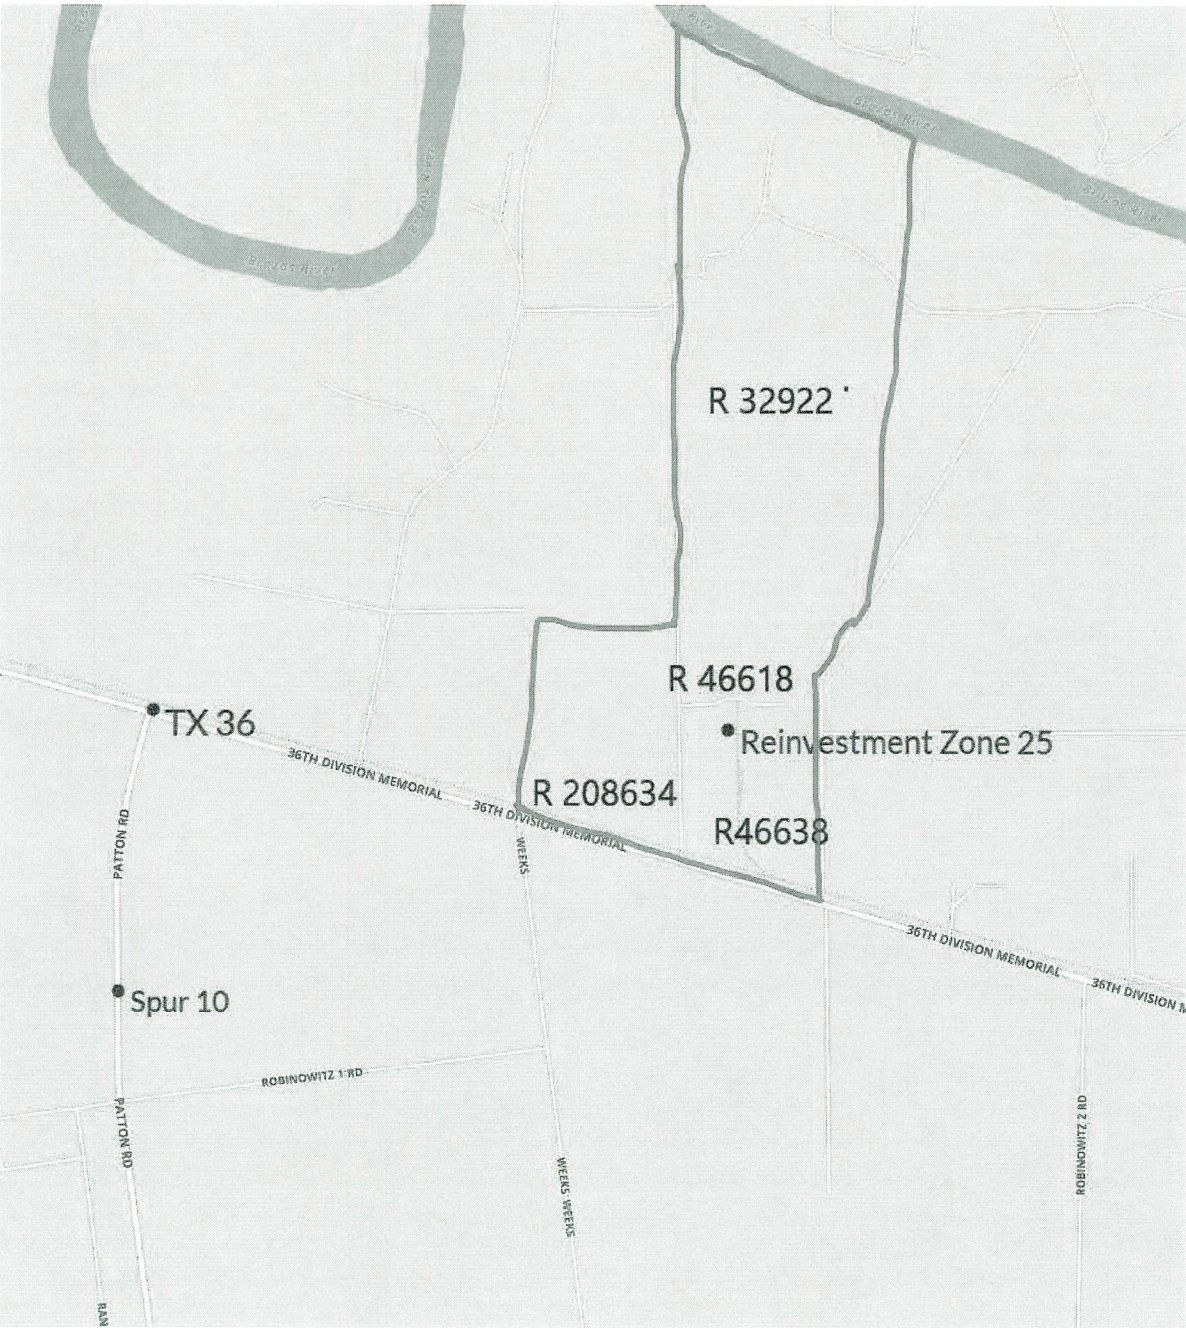 s River
Brazos River
Brazos River
Brazos River
Brazos River
R 32922
R 46618
TX 36
Reinvestment Zone 25
36TH DIVISION MEMORIAL
R 208634
36TH DIVISION MEMORIAL
R46638
PATTON RD
WEEKS
36TH DIVISION MEMORIAL
36TH DIVISION M
Spur 10
ROBINOWITZ 1 RD
PATTON RD
ROBINOWITZ 2 RD
WEEKS WEEKS
RAN